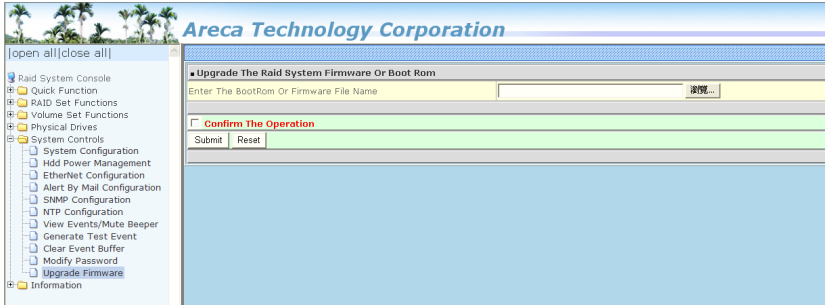 Areca Technology Corporation
|open all|close all|
Raid System Console
Quick Function
RAID Set Functions
Volume Set Functions
Physical Drives
System Controls
System Configuration
Hdd Power Management
EtherNet Configuration
Alert By Mail Configuration
SNMP Configuration
NTP Configuration
View Events/Mute Beeper
Generate Test Event
Clear Event Buffer
Modify Password
Upgrade Firmware
Information
Upgrade The Raid System Firmware Or Boot Rom
Enter The BootRom Or Firmware File Name
瀏覽...
Confirm The Operation
Submit Reset